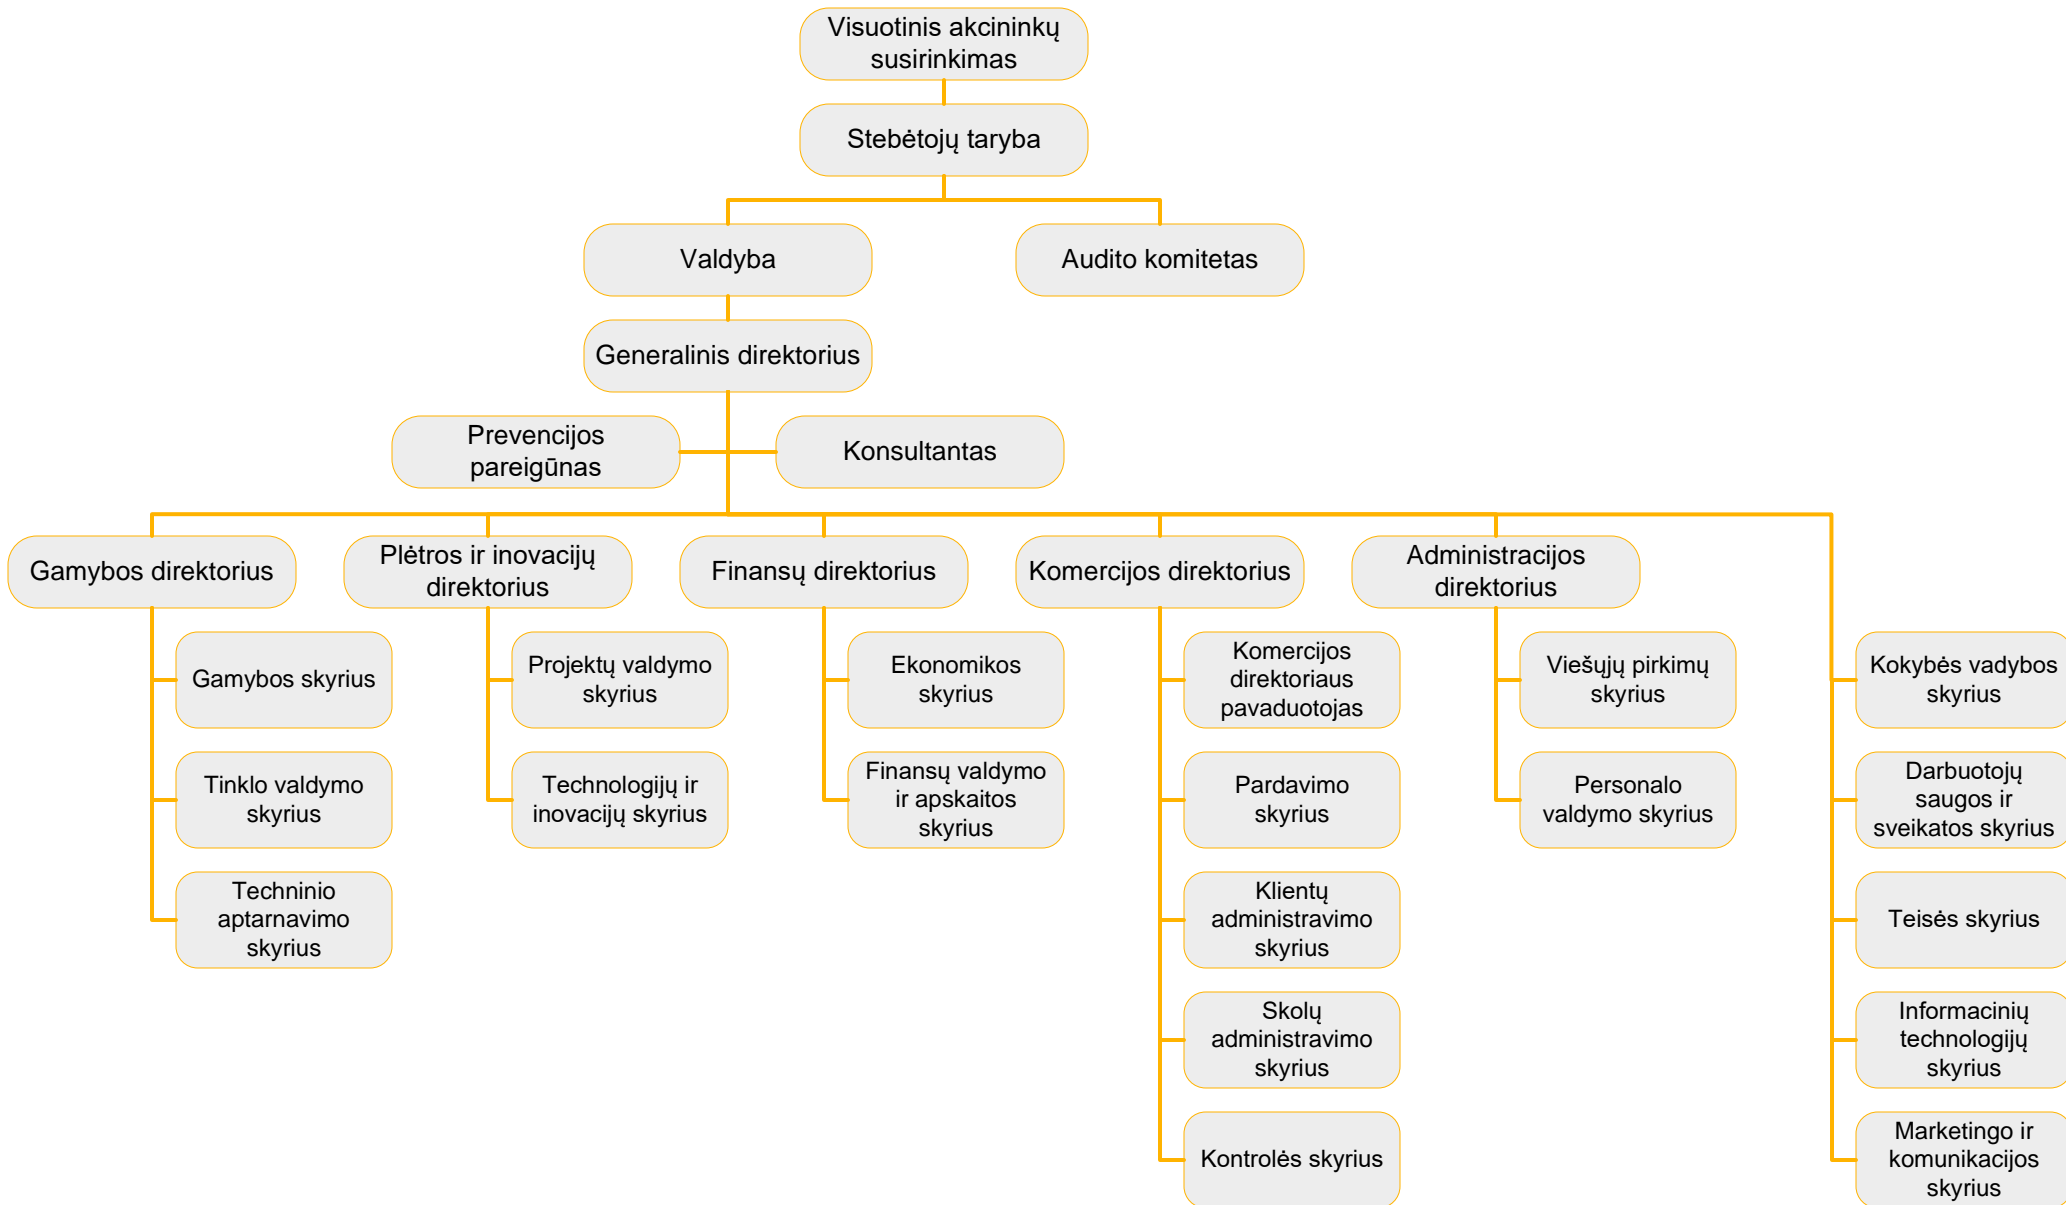 Visuotinis akcininkų
susirinkimas
Stebėtojų taryba
Valdyba
Audito komitetas
Generalinis direktorius
Prevencijos
pareigūnas
Konsultantas
Gamybos direktorius
Plėtros ir inovacijų
direktorius
Finansų direktorius
Komercijos direktorius
Administracijos
direktorius
Gamybos skyrius
Tinklo valdymo
skyrius
Techninio
aptarnavimo
skyrius
Projektų valdymo
skyrius
Technologijų ir
inovacijų skyrius
Ekonomikos
skyrius
Finansų valdymo
ir apskaitos
skyrius
Komercijos
direktoriaus
pavaduotojas
Pardavimo
skyrius
Klientų
administravimo
skyrius
Skolų
administravimo
skyrius
Kontrolės skyrius
Viešųjų pirkimų
skyrius
Personalo
valdymo skyrius
Kokybės vadybos
skyrius
Darbuotojų
saugos ir
sveikatos skyrius
Teisės skyrius
Informacinių
technologijų
skyrius
Marketingo ir
komunikacijos
skyrius